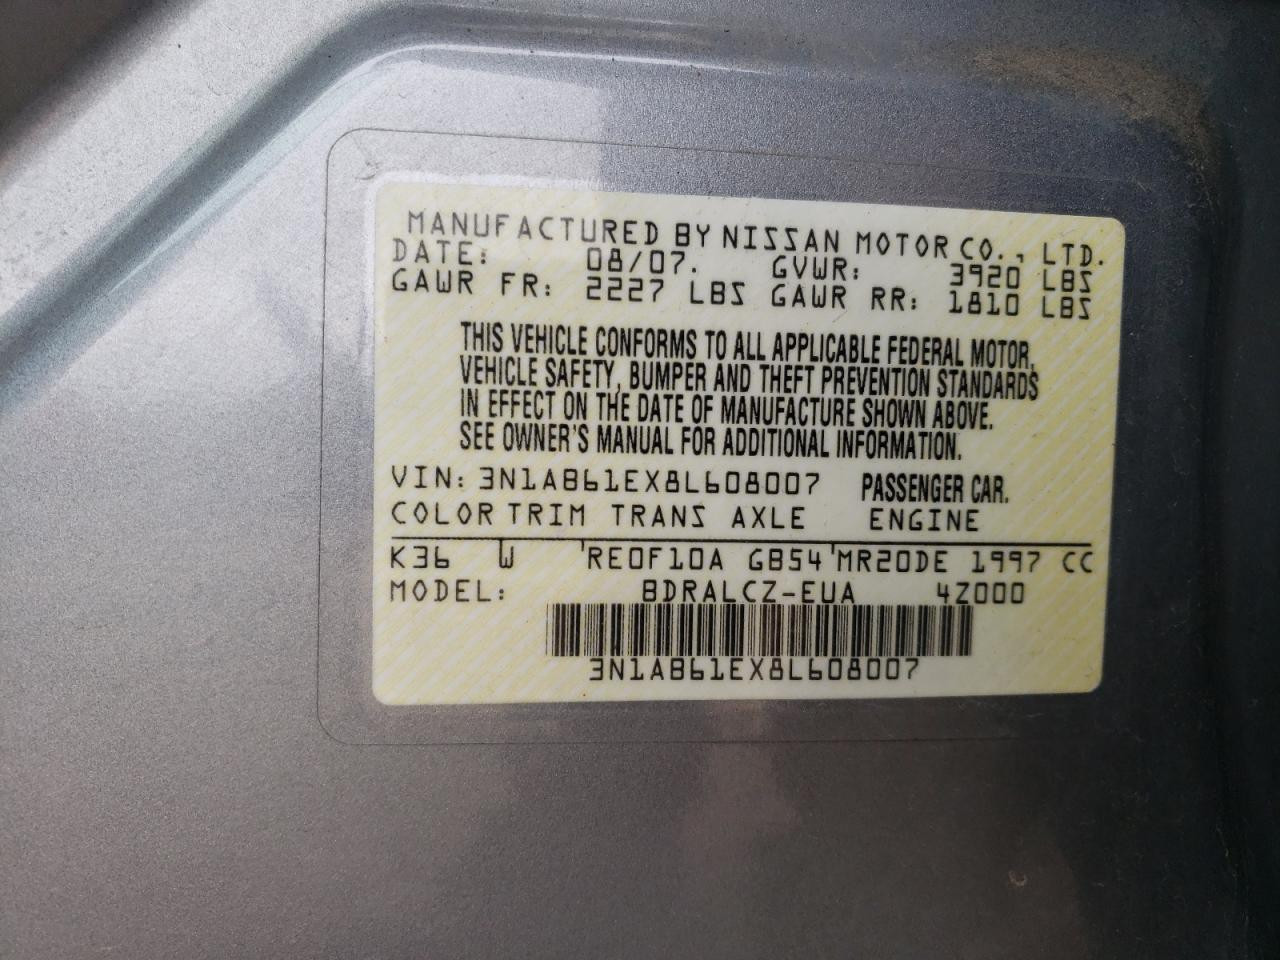 MANUFACTURED BY NISSAN MOTOR CO., LTD.
DATE: 08/07. GVWR: 3920 LBS
GAWR FR: 2227 LBS GAWR RR: 1810 LBS
THIS VEHICLE CONFORMS TO ALL APPLICABLE FEDERAL MOTOR,
VEHICLE SAFETY, BUMPER AND THEFT PREVENTION STANDARDS
IN EFFECT ON THE DATE OF MANUFACTURE SHOWN ABOVE.
SEE OWNER'S MANUAL FOR ADDITIONAL INFORMATION.
VIN: 3N1AB61EX8L608007 PASSENGER CAR.
COLOR TRIM TRANS AXLE ENGINE
K36 W RE0F10A GB54 MR20DE 1997 CC
MODEL: BDRALCZ-EUA 4Z000
3N1AB61EX8L608007